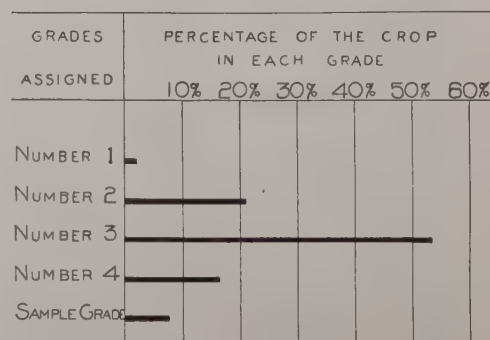 GRADES
ASSIGNED
PERCENTAGE OF THE CROP
IN EACH GRADE
10% 20% 30% 40% 50% 60%
NUMBER 1
NUMBER 2
NUMBER 3
NUMBER 4
SAMPLE GRADE